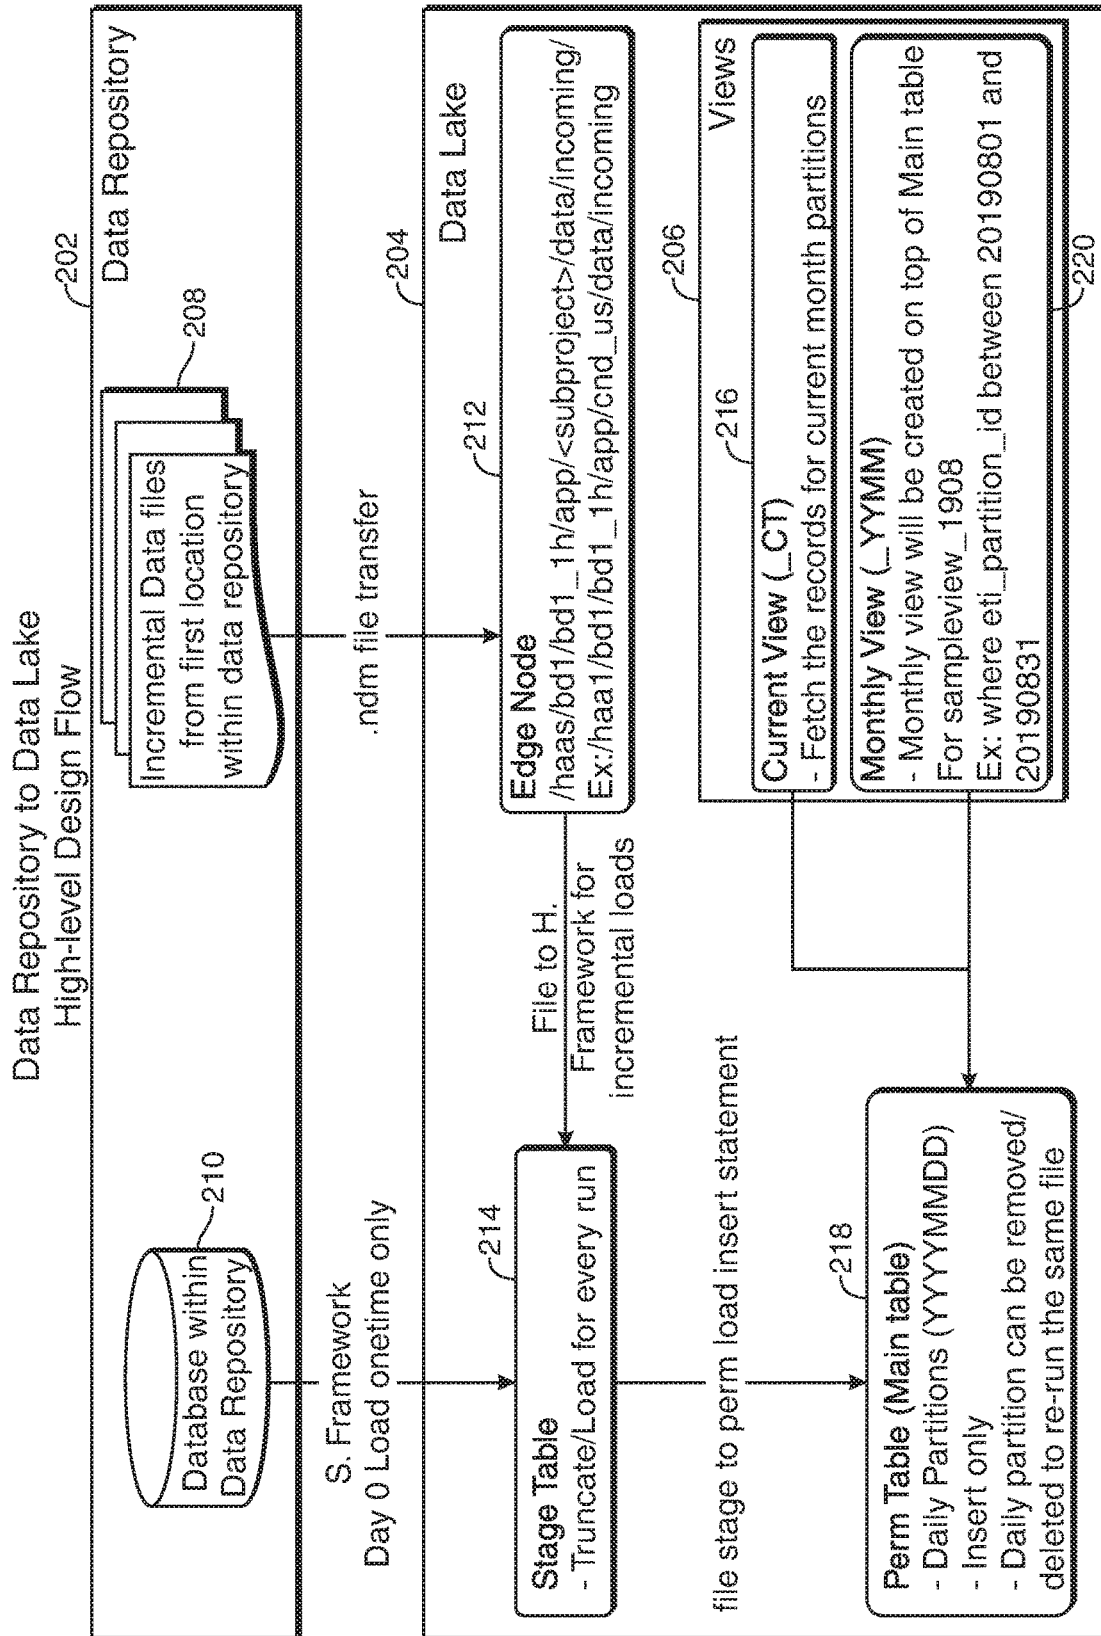 Data Repository to Data Lake
High-level Design Flow
202
Data Repository
210
Database within
Data Repository
208
Incremental Data files
from first location
within data repository
S. Framework
Day 0 Load onetime only
.ndm file transfer
204
Data Lake
214
Stage Table
- Truncate/Load for every run
File to H.
Framework for
incremental loads
212
Edge Node
/haas/bd1/bd1_1h/app/<subproject>/data/incoming/
Ex:/haa1/bd1/bd1_1h/app/cnd_us/data/incoming
file stage to perm load insert statement
218
Perm Table (Main table)
- Daily Partitions (YYYYMMDD)
- Insert only
- Daily partition can be removed/
deleted to re-run the same file
206
Views
216
Current View (_CT)
- Fetch the records for current month partitions
Monthly View (_YYMM)
- Monthly view will be created on top of Main table
For sampleview_1908
Ex: where eti_partition_id between 20190801 and
20190831
220